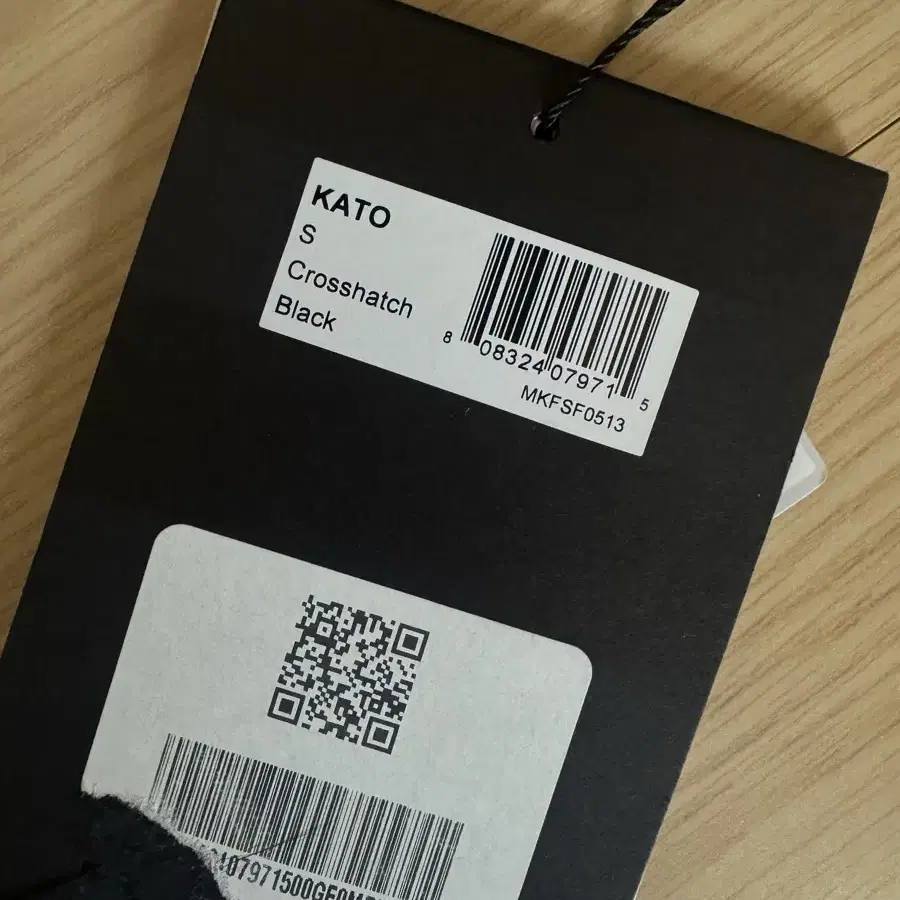 KATO
S
Crosshatch
Black
8 08324 07971 5
MKFSF0513